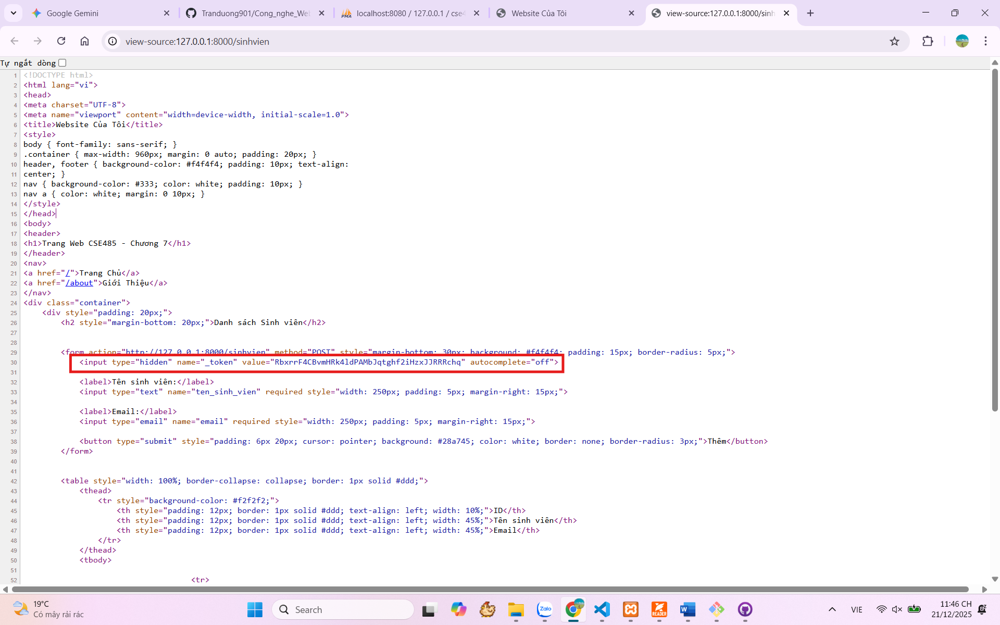 Google Gemini
Tranduong901/Cong_nghe_Web
localhost:8080 / 127.0.0.1 / cse4
Website Của Tôi
view-source:127.0.0.1:8000/sinh
view-source:127.0.0.1:8000/sinhvien
Tự ngắt dòng
1 <!DOCTYPE html>
2 <html lang="vi">
3 <head>
4 <meta charset="UTF-8">
5 <meta name="viewport" content="width=device-width, initial-scale=1.0">
6 <title>Website Của Tôi</title>
7 <style>
8 body { font-family: sans-serif; }
9 .container { max-width: 960px; margin: 0 auto; padding: 20px; }
10 header, footer { background-color: #f4f4f4; padding: 10px; text-align:
11 center; }
12 nav { background-color: #333; color: white; padding: 10px; }
13 nav a { color: white; margin: 0 10px; }
14 </style>
15 </head>
16 <body>
17 <header>
18 <h1>Trang Web CSE485 - Chương 7</h1>
19 </header>
20 <nav>
21 <a href="/">Trang Chủ</a>
22 <a href="/about">Giới Thiệu</a>
23 </nav>
24 <div class="container">
25 <div style="padding: 20px;">
26 <h2 style="margin-bottom: 20px;">Danh sách Sinh viên</h2>
27
28
29 <form action="http://127.0.0.1:8000/sinhvien" method="POST" style="margin-bottom: 30px; background: #f4f4f4; padding: 15px; border-radius: 5px;">
30 <input type="hidden" name="_token" value="RbxrrF4CBvmHRk4ldPAMbJqtghf2iHzxJJRRRchq" autocomplete="off">
31
32 <label>Tên sinh viên:</label>
33 <input type="text" name="ten_sinh_vien" required style="width: 250px; padding: 5px; margin-right: 15px;">
34
35 <label>Email:</label>
36 <input type="email" name="email" required style="width: 250px; padding: 5px; margin-right: 15px;">
37
38 <button type="submit" style="padding: 6px 20px; cursor: pointer; background: #28a745; color: white; border: none; border-radius: 3px;">Thêm</button>
39 </form>
40
41
42 <table style="width: 100%; border-collapse: collapse; border: 1px solid #ddd;">
43 <thead>
44 <tr style="background-color: #f2f2f2;">
45 <th style="padding: 12px; border: 1px solid #ddd; text-align: left; width: 10%;">ID</th>
46 <th style="padding: 12px; border: 1px solid #ddd; text-align: left; width: 45%;">Tên sinh viên</th>
47 <th style="padding: 12px; border: 1px solid #ddd; text-align: left; width: 45%;">Email</th>
48 </tr>
49 </thead>
50 <tbody>
51
52 <tr>
19°C
Có mây rải rác
Search
Zalo
READER
VIE
11:46 CH
21/12/2025